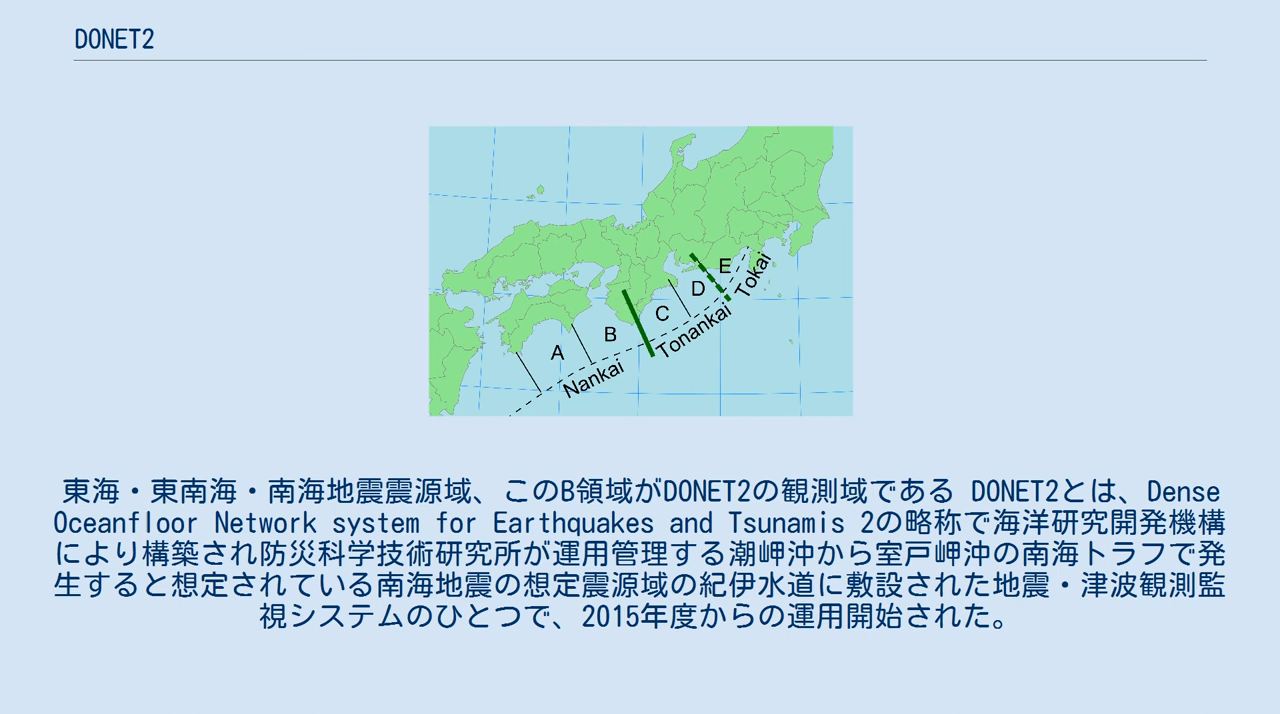 DONET2
E
D
C
B
A
Tokai
Tonankai
Nankai
東海・東南海・南海地震震源域、このB領域がDONET2の観測域である DONET2とは、Dense
Oceanfloor Network system for Earthquakes and Tsunamis 2の略称で海洋研究開発機構
により構築され防災科学技術研究所が運用管理する潮岬沖から室戸岬沖の南海トラフで発
生すると想定されている南海地震の想定震源域の紀伊水道に敷設された地震・津波観測監
視システムのひとつで、2015年度からの運用開始された。